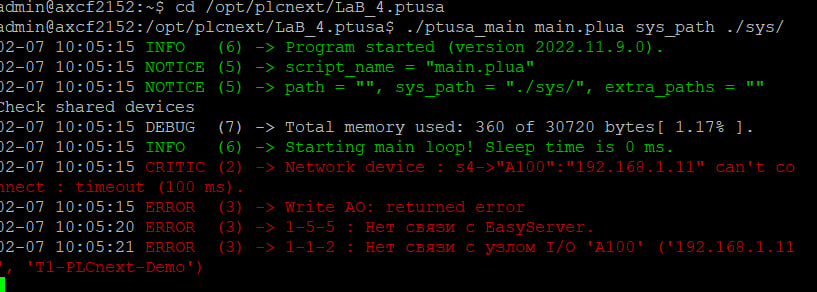 admin@axcf2152:~$ cd /opt/plcnext/LaB_4.ptusa
admin@axcf2152:/opt/plcnext/LaB_4.ptusa$ ./ptusa_main main.plua sys_path ./sys/
02-07 10:05:15 INFO   (6) -> Program started (version 2022.11.9.0).
02-07 10:05:15 NOTICE (5) -> script_name = "main.plua"
02-07 10:05:15 NOTICE (5) -> path = "", sys_path = "./sys/", extra_paths = ""
Check shared devices
02-07 10:05:15 DEBUG  (7) -> Total memory used: 360 of 30720 bytes[ 1.17% ].
02-07 10:05:15 INFO   (6) -> Starting main loop! Sleep time is 0 ms.
02-07 10:05:15 CRITIC (2) -> Network device : s4->"A100":"192.168.1.11" can't co
nnect : timeout (100 ms).
02-07 10:05:15 ERROR  (3) -> Write AO: returned error
02-07 10:05:20 ERROR  (3) -> 1-5-5 : Нет связи с EasyServer.
02-07 10:05:21 ERROR  (3) -> 1-1-2 : Нет связи с узлом I/O 'A100' ('192.168.1.11
', 'T1-PLCnext-Demo')